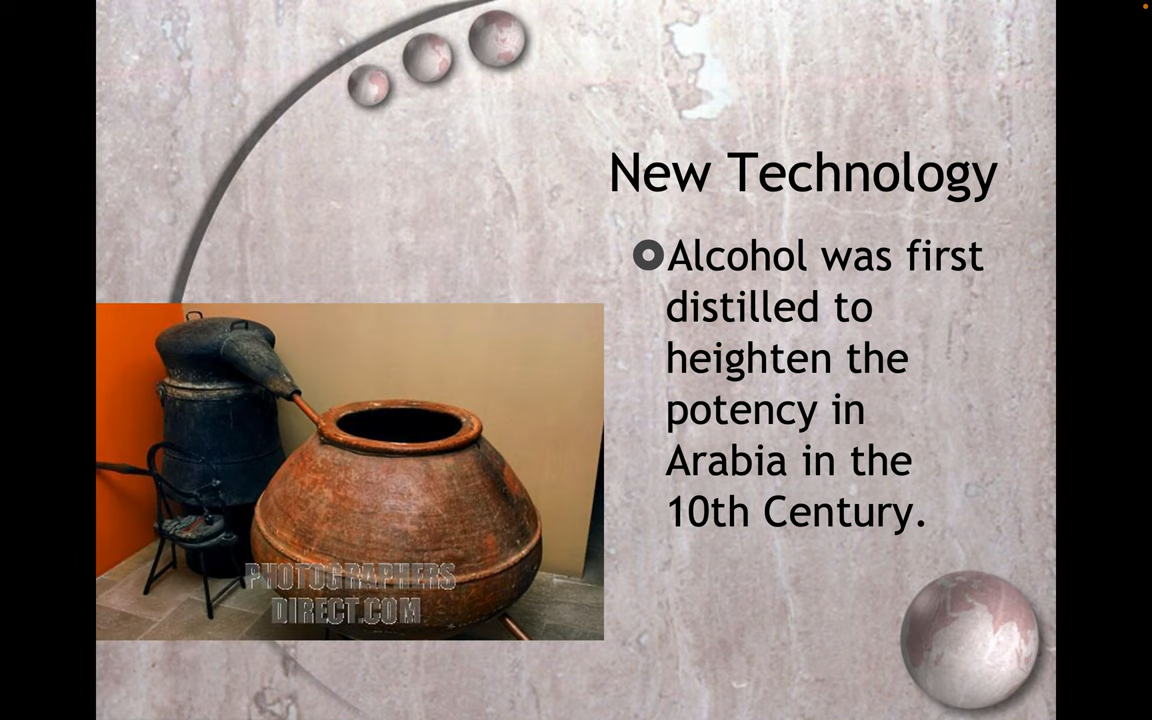 New Technology
Alcohol was first
distilled to
heighten the
potency in
Arabia in the
10th Century.
PHOTOGRAPHERS
DIRECT.COM